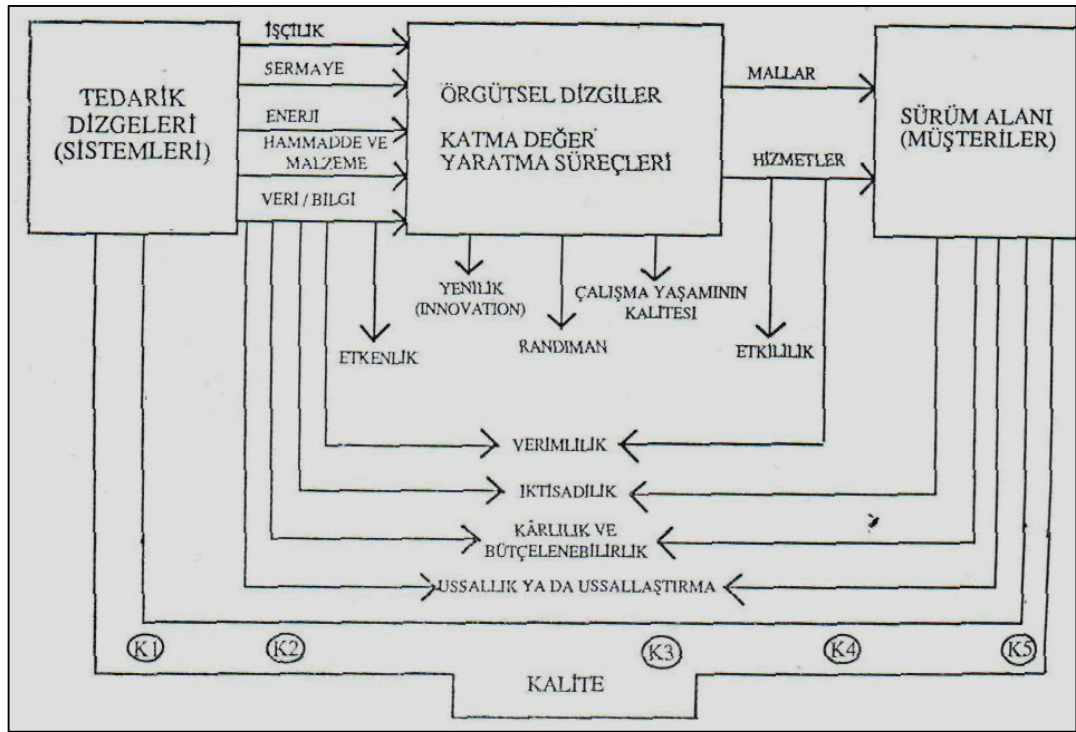 TEDARİK
DİZGELERİ
(SİSTEMLERİ)
İŞÇİLİK
SERMAYE
ENERJI
HAMMADDE VE
MALZEME
VERİ / BILGI
ÖRGÜTSEL DİZGİLER
KATMA DEĞER
YARATMA SÜREÇLERİ
MALLAR
HİZMETLER
SÜRÜM ALANI
(MÜŞTERİLER)
ETKENLİK
YENİLİK
(INNOVATION)
RANDIMAN
ÇALIŞMA YAŞAMININ
KALİTESİ
ETKİLİLİK
VERİMLİLİK
IKTİSADİLİK
KÂRLILIK VE
BÜTÇELENEBİLİRLİK
USSALLIK YA DA USSALLAŞTIRMA
K1
K2
K3
K4
K5
KALİTE